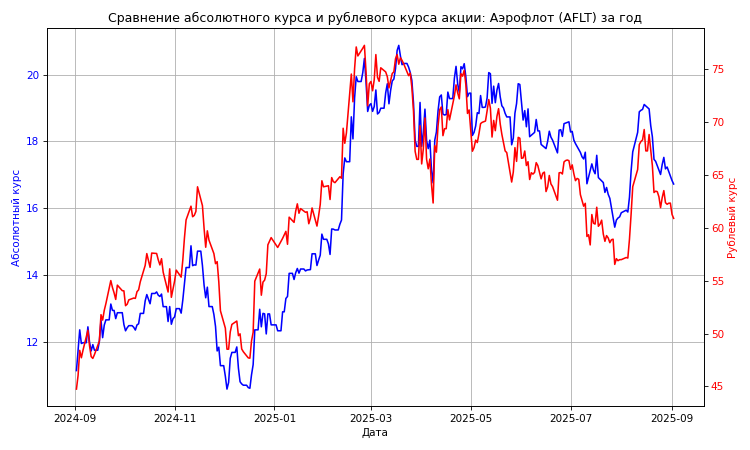 Сравнение абсолютного курса и рублевого курса акции: Аэрофлот (AFLT) за год
Абсолютный курс
20
18
16
14
12
75
70
65
60
55
50
45
Рублевый курс
2024-09 2024-11 2025-01 2025-03 2025-05 2025-07 2025-09
Дата